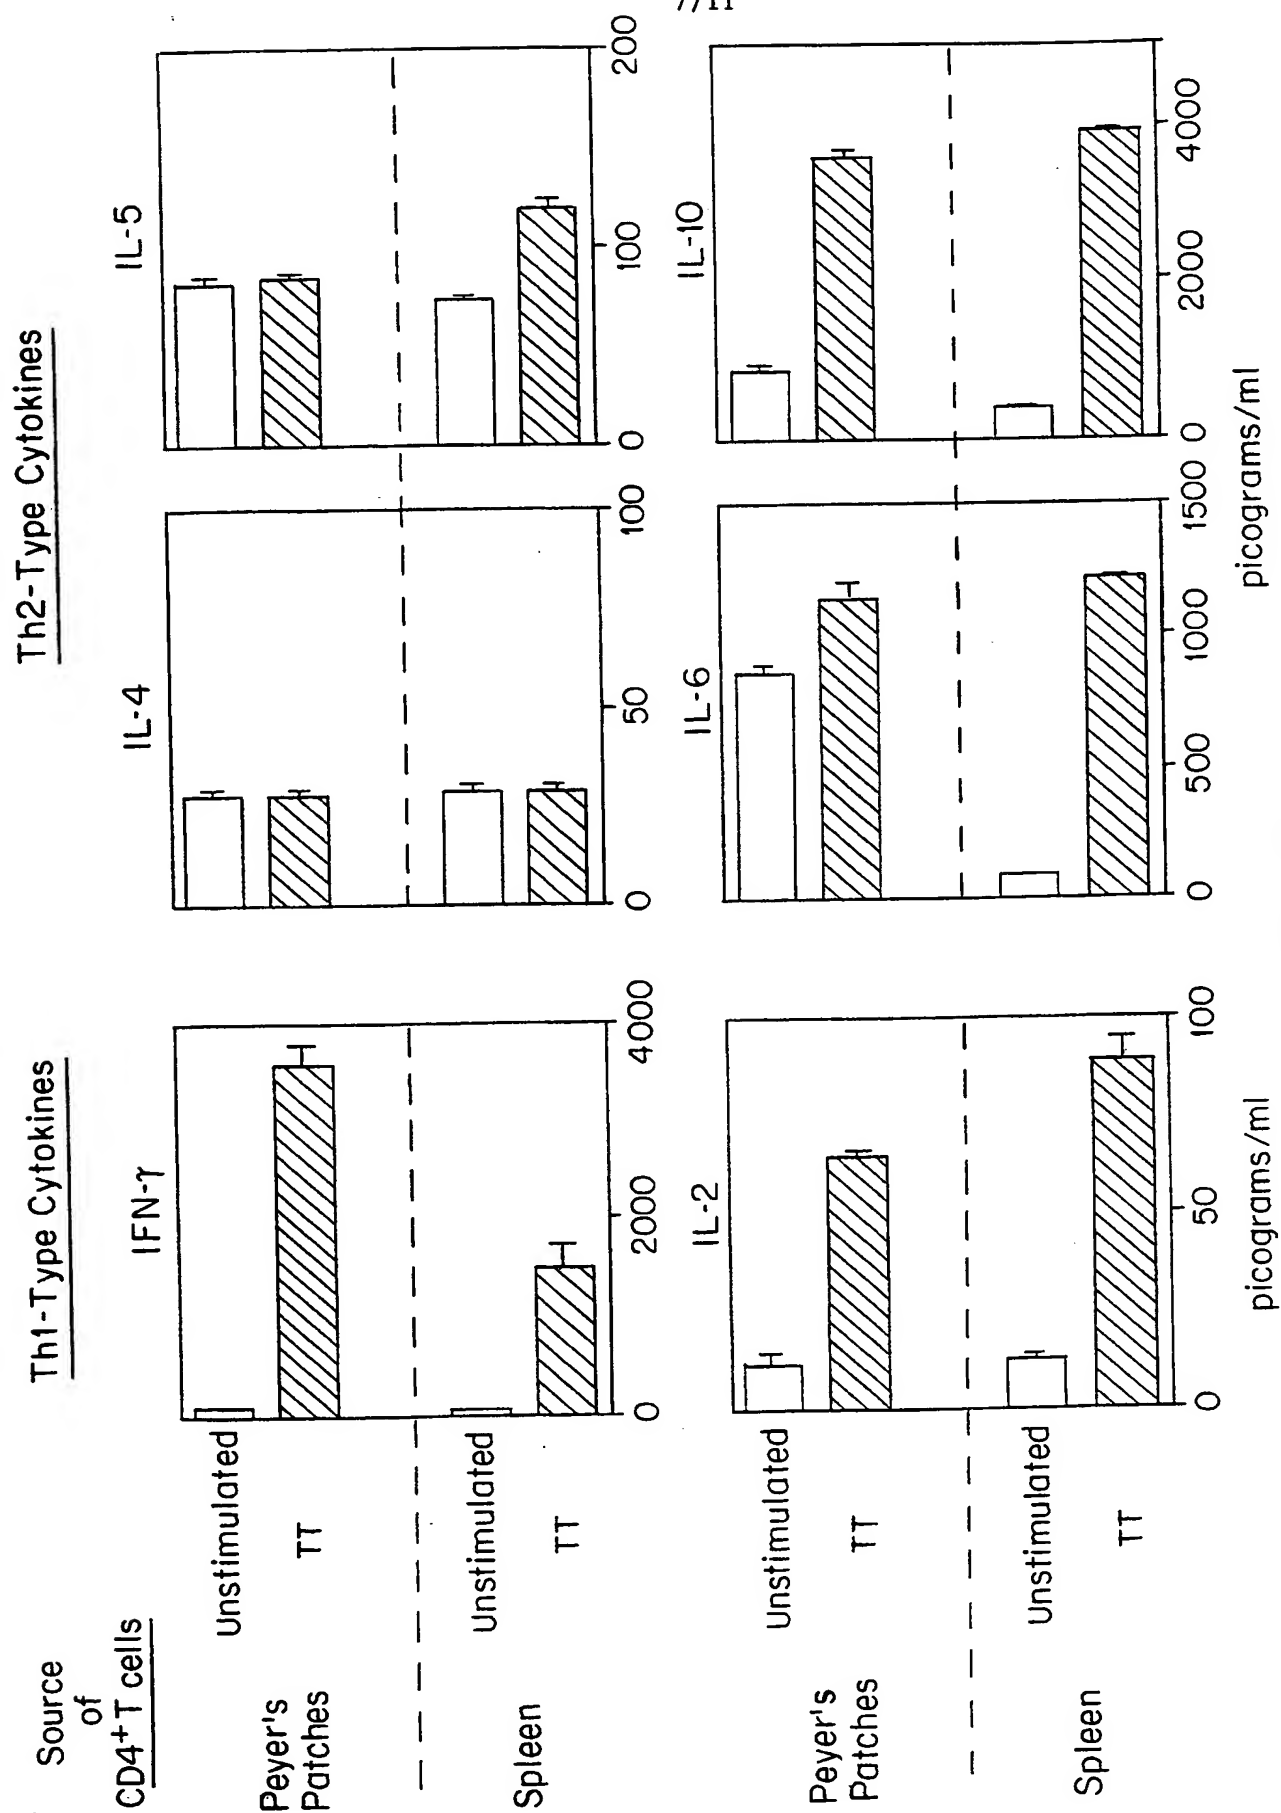 7/11
Th1-Type Cytokines
Th2-Type Cytokines
Source
of
CD4+T cells
IFN-γ
IL-4
IL-5
Peyer's
Patches
Unstimulated
TT
Spleen
Unstimulated
TT
0 2000 4000
0 50 100
0 100 200
IL-2
IL-6
IL-10
Peyer's
Patches
Unstimulated
TT
Spleen
Unstimulated
TT
0 50 100
0 500 1000 1500
0 2000 4000
picograms/ml
picograms/ml